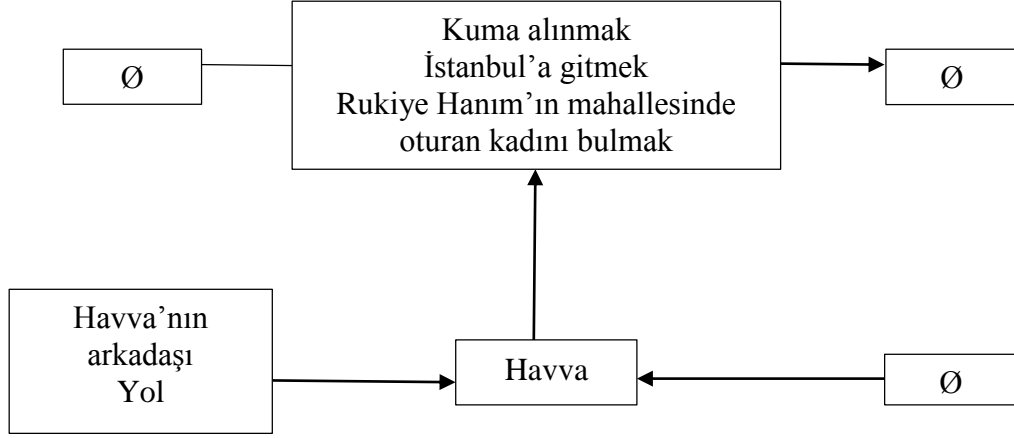 Kuma alınmak
İstanbul’a gitmek
Rukiye Hanım’ın mahallesinde
oturan kadını bulmak
Ø
Ø
Havva’nın
arkadaşı
Yol
Havva
Ø